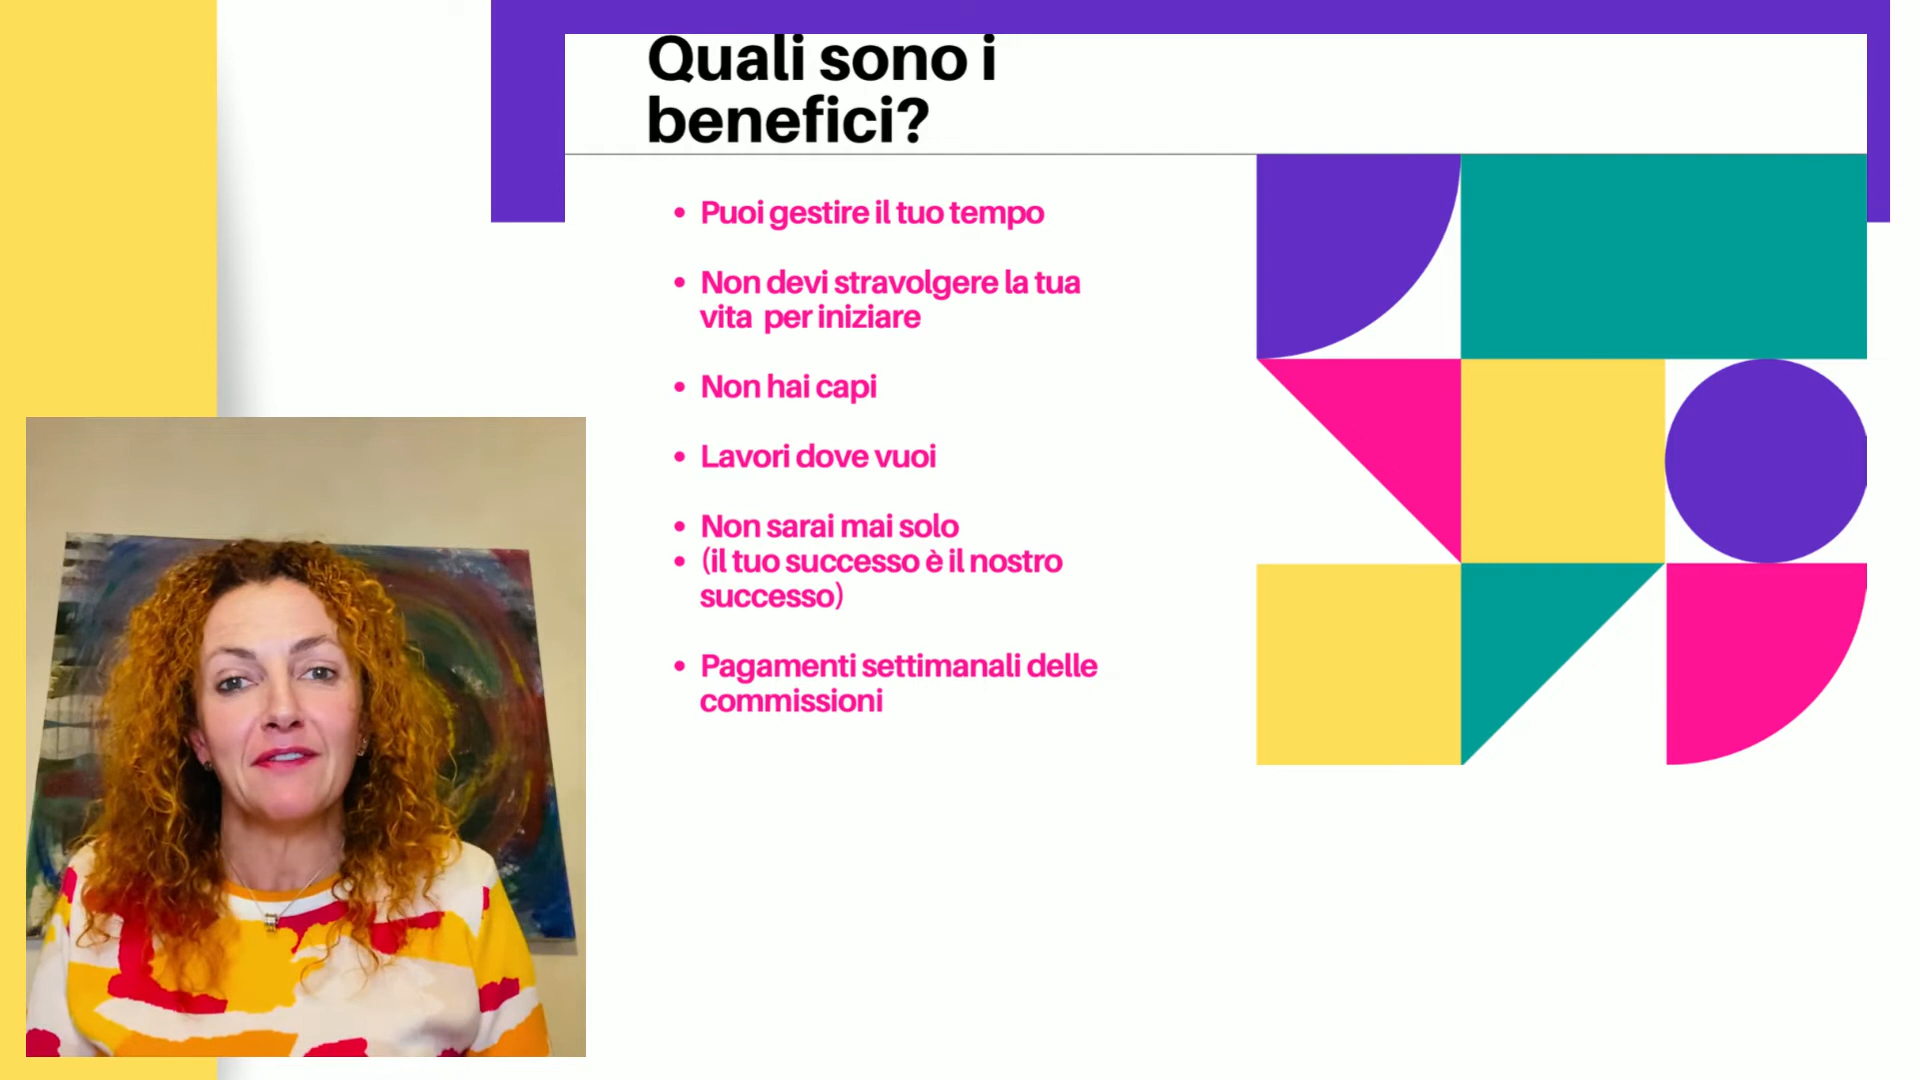 Quali sono i
benefici?
• Puoi gestire il tuo tempo
• Non devi stravolgere la tua
vita  per iniziare
• Non hai capi
• Lavori dove vuoi
• Non sarai mai solo
• (il tuo successo è il nostro
successo)
• Pagamenti settimanali delle
commissioni